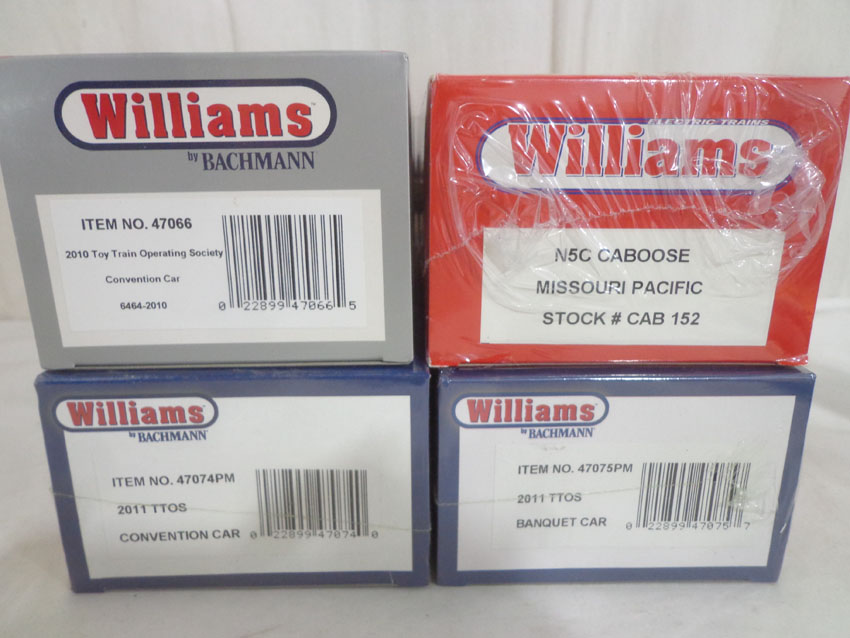 Williams
by BACHMANN
ITEM NO. 47066
2010 Toy Train Operating Society
Convention Car
6464-2010
0 22899 47066 5
ELECTRIC TRAINS
Williams
N5C CABOOSE
MISSOURI PACIFIC
STOCK # CAB 152
Williams
by BACHMANN
ITEM NO. 47074PM
2011 TTOS
CONVENTION CAR
0 22899 47074 0
Williams
by BACHMANN
ITEM NO. 47075PM
2011 TTOS
BANQUET CAR
0 22899 47075 7